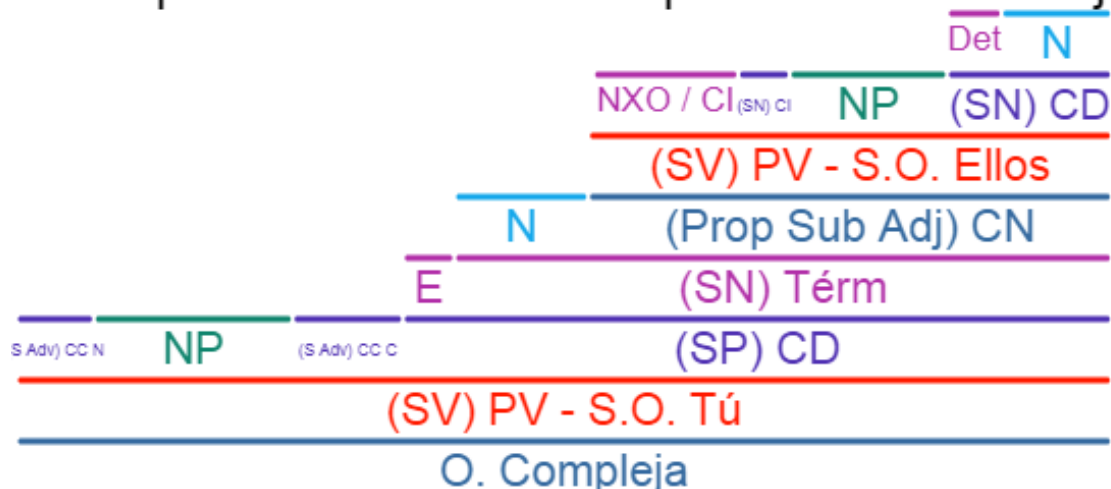 Det N
NXO / CI (SN) CI NP (SN) CD
(SV) PV - S.O. Ellos
N (Prop Sub Adj) CN
E (SN) Térm
S Adv) CC N NP (S Adv) CC C (SP) CD
(SV) PV - S.O. Tú
O. Compleja